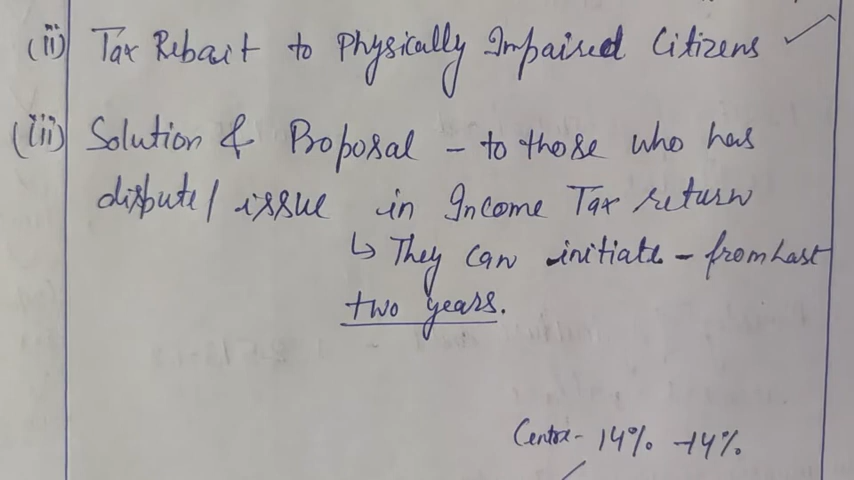 (ii) Tax Rebait to Physically Impaired Citizens
(iii) Solution & Proposal - to those who has
dispute/ issue in Income Tax return
↳ They can initiate - from Last
two years.
Centre - 14% -14%